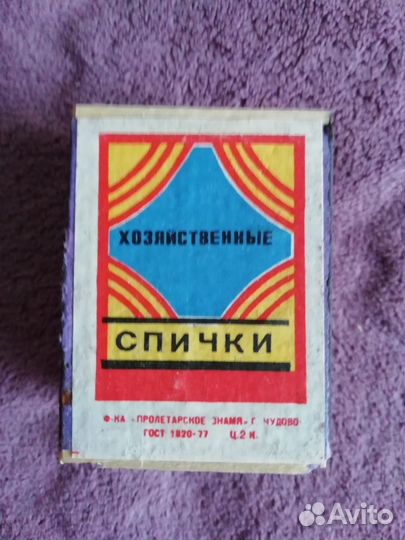 ХОЗЯЙСТВЕННЫЕ
СПИЧКИ
Ф-КА «ПРОЛЕТАРСКОЕ ЗНАМЯ» Г. ЧУДОВО
ГОСТ 1820-77 Ц.2 К.
Avito